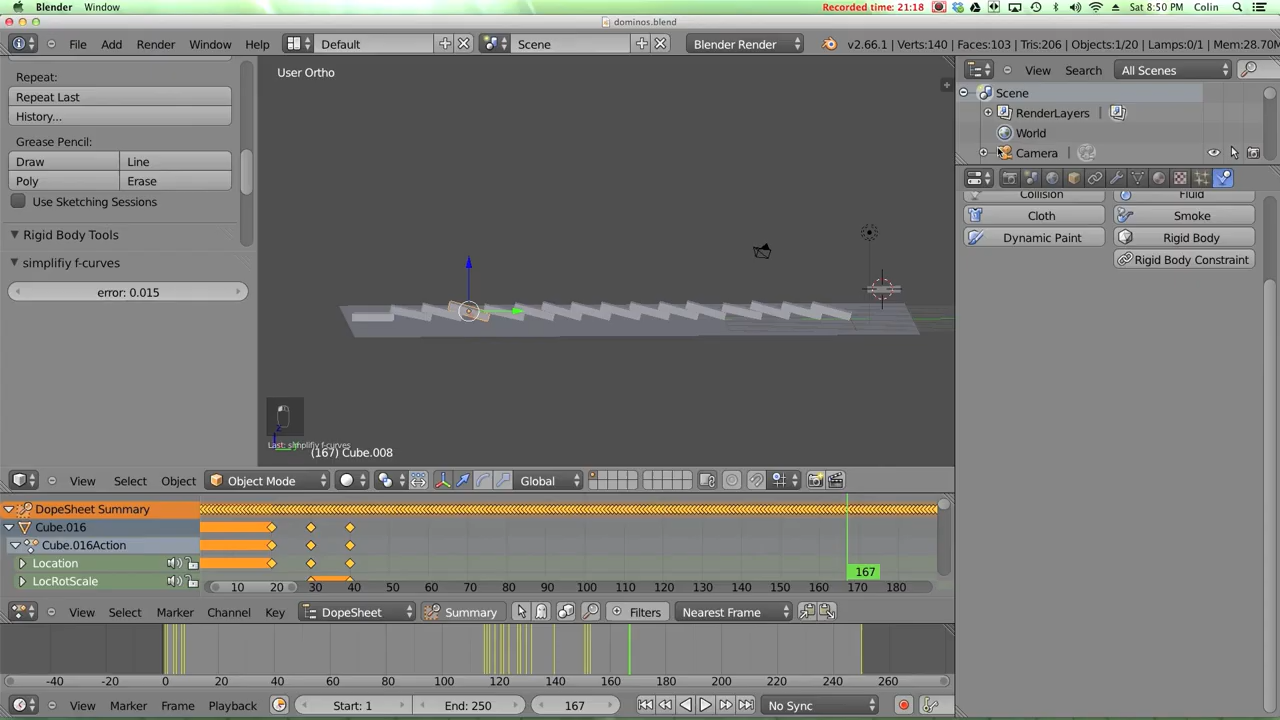 Blender Window Recorded time: 21:18 Sat 8:50 PM Colin
dominos.blend
File Add Render Window Help Default Scene Blender Render v2.66.1 | Verts:140 | Faces:103 | Tris:206 | Objects:1/20 | Lamps:0/1 | Mem:28.70M
Repeat:
Repeat Last
History...
Grease Pencil:
Draw Line
Poly Erase
Use Sketching Sessions
Rigid Body Tools
simplifiy f-curves
error: 0.015
User Ortho
Last: simplifiy f-curves
(167) Cube.008
View Search All Scenes
Scene
RenderLayers
World
Camera
Collision Fluid
Cloth Smoke
Dynamic Paint Rigid Body
Rigid Body Constraint
View Select Object Object Mode Global
DopeSheet Summary
Cube.016
Cube.016Action
Location
LocRotScale
167
10 20 30 40 50 60 70 80 90 100 110 120 130 140 150 160 170 180
View Select Marker Channel Key DopeSheet Summary Filters Nearest Frame
-40 -20 0 20 40 60 80 100 120 140 160 180 200 220 240 260
View Marker Frame Playback Start: 1 End: 250 167 No Sync